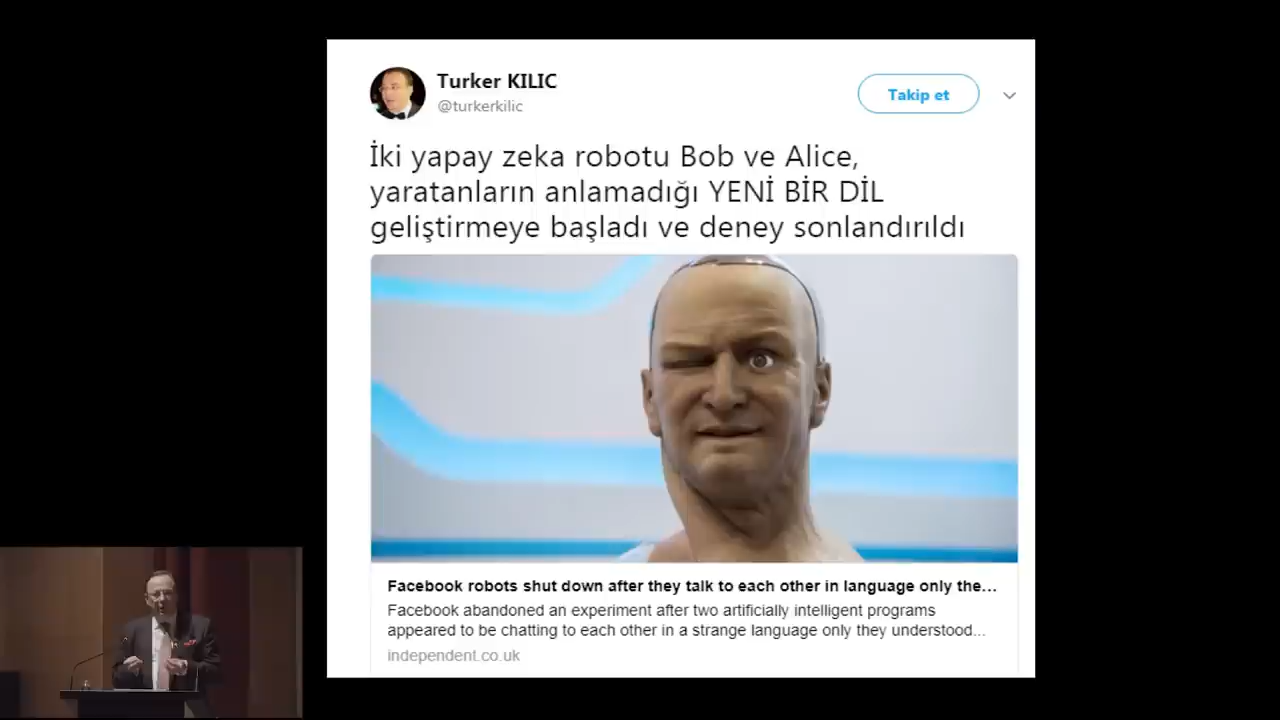 Turker KILIC
@turkerkilic
Takip et
İki yapay zeka robotu Bob ve Alice,
yaratanların anlamadığı YENİ BİR DİL
geliştirmeye başladı ve deney sonlandırıldı
Facebook robots shut down after they talk to each other in language only the...
Facebook abandoned an experiment after two artificially intelligent programs
appeared to be chatting to each other in a strange language only they understood...
independent.co.uk